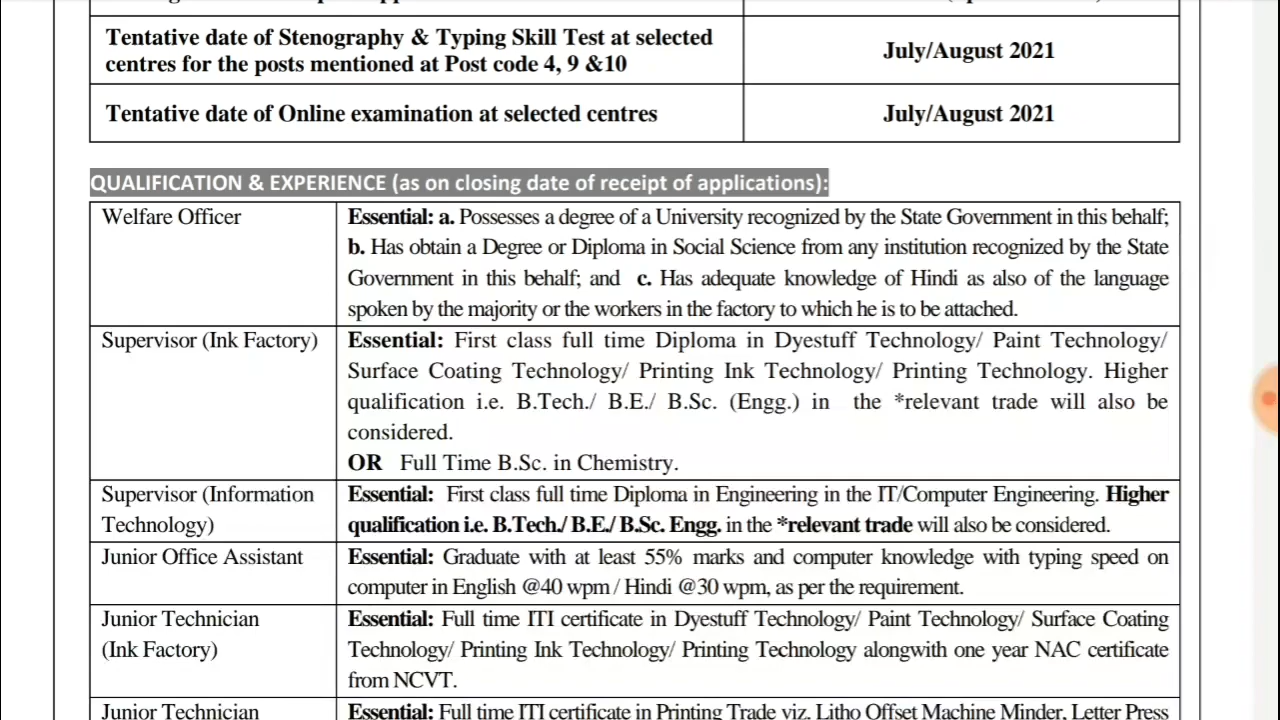 Tentative date of Stenography & Typing Skill Test at selected
centres for the posts mentioned at Post code 4, 9 &10
July/August 2021
Tentative date of Online examination at selected centres
July/August 2021
QUALIFICATION & EXPERIENCE (as on closing date of receipt of applications):
Welfare Officer
Essential: a. Possesses a degree of a University recognized by the State Government in this behalf;
b. Has obtain a Degree or Diploma in Social Science from any institution recognized by the State
Government in this behalf; and c. Has adequate knowledge of Hindi as also of the language
spoken by the majority or the workers in the factory to which he is to be attached.
Supervisor (Ink Factory)
Essential: First class full time Diploma in Dyestuff Technology/ Paint Technology/
Surface Coating Technology/ Printing Ink Technology/ Printing Technology. Higher
qualification i.e. B.Tech./ B.E./ B.Sc. (Engg.) in the *relevant trade will also be
considered.
OR Full Time B.Sc. in Chemistry.
Supervisor (Information
Technology)
Essential: First class full time Diploma in Engineering in the IT/Computer Engineering. Higher
qualification i.e. B.Tech./ B.E./ B.Sc. Engg. in the *relevant trade will also be considered.
Junior Office Assistant
Essential: Graduate with at least 55% marks and computer knowledge with typing speed on
computer in English @40 wpm / Hindi @30 wpm, as per the requirement.
Junior Technician
(Ink Factory)
Essential: Full time ITI certificate in Dyestuff Technology/ Paint Technology/ Surface Coating
Technology/ Printing Ink Technology/ Printing Technology alongwith one year NAC certificate
from NCVT.
Junior Technician
Essential: Full time ITI certificate in Printing Trade viz. Litho Offset Machine Minder, Letter Press